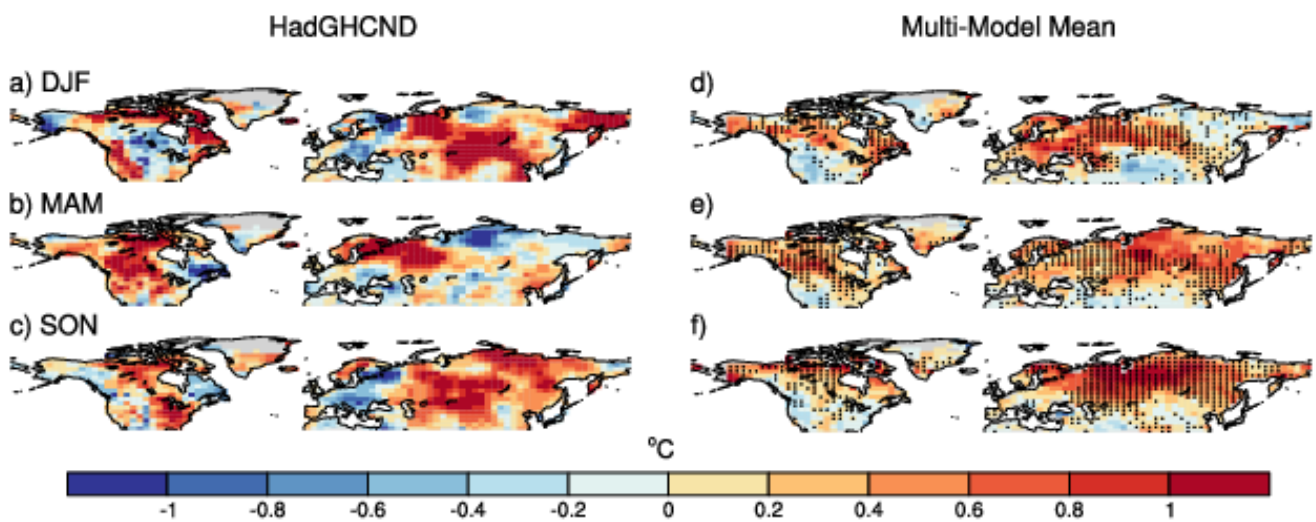 HadGHCND Multi-Model Mean
a) DJF d)
b) MAM e)
c) SON f)
°C
-1 -0.8 -0.6 -0.4 -0.2 0 0.2 0.4 0.6 0.8 1